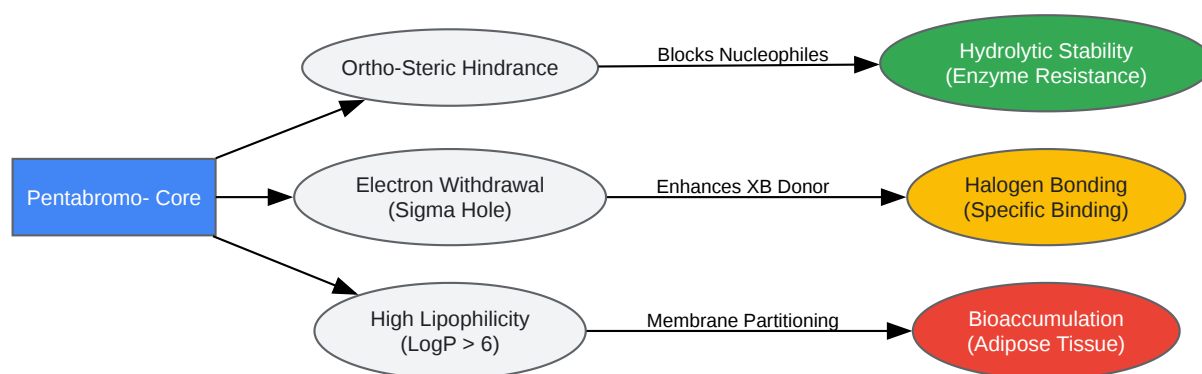 Pentabromo- Core
Ortho-Steric Hindrance
Blocks Nucleophiles
Hydrolytic Stability
(Enzyme Resistance)
Electron Withdrawal
(Sigma Hole)
Enhances XB Donor
Halogen Bonding
(Specific Binding)
High Lipophilicity
(LogP > 6)
Membrane Partitioning
Bioaccumulation
(Adipose Tissue)